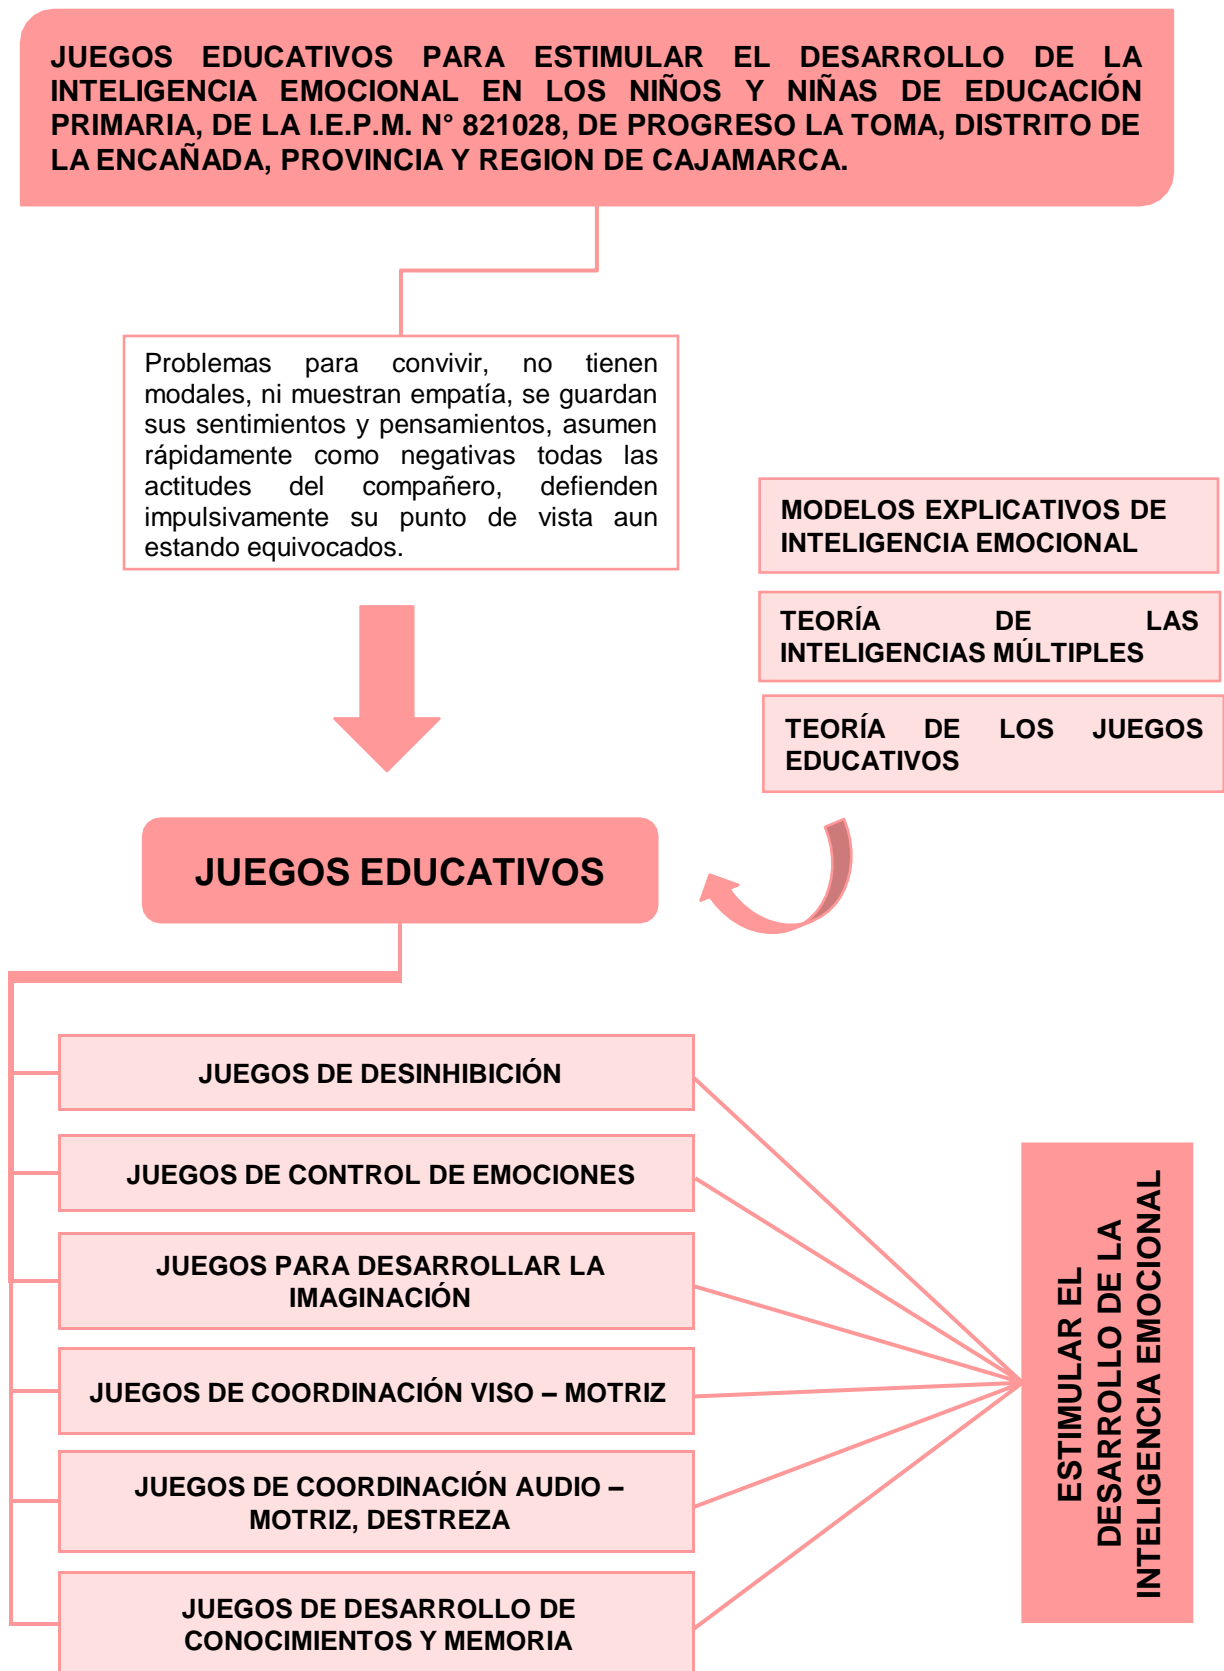 JUEGOS EDUCATIVOS PARA ESTIMULAR EL DESARROLLO DE LA
INTELIGENCIA EMOCIONAL EN LOS NIÑOS Y NIÑAS DE EDUCACIÓN
PRIMARIA, DE LA I.E.P.M. N° 821028, DE PROGRESO LA TOMA, DISTRITO DE
LA ENCAÑADA, PROVINCIA Y REGION DE CAJAMARCA.
Problemas para convivir, no tienen
modales, ni muestran empatía, se guardan
sus sentimientos y pensamientos, asumen
rápidamente como negativas todas las
actitudes del compañero, defienden
impulsivamente su punto de vista aun
estando equivocados.
MODELOS EXPLICATIVOS DE
INTELIGENCIA EMOCIONAL
TEORÍA DE LAS
INTELIGENCIAS MÚLTIPLES
TEORÍA DE LOS JUEGOS
EDUCATIVOS
JUEGOS EDUCATIVOS
JUEGOS DE DESINHIBICIÓN
JUEGOS DE CONTROL DE EMOCIONES
JUEGOS PARA DESARROLLAR LA
IMAGINACIÓN
JUEGOS DE COORDINACIÓN VISO – MOTRIZ
JUEGOS DE COORDINACIÓN AUDIO –
MOTRIZ, DESTREZA
JUEGOS DE DESARROLLO DE
CONOCIMIENTOS Y MEMORIA
ESTIMULAR EL
DESARROLLO DE LA
INTELIGENCIA EMOCIONAL